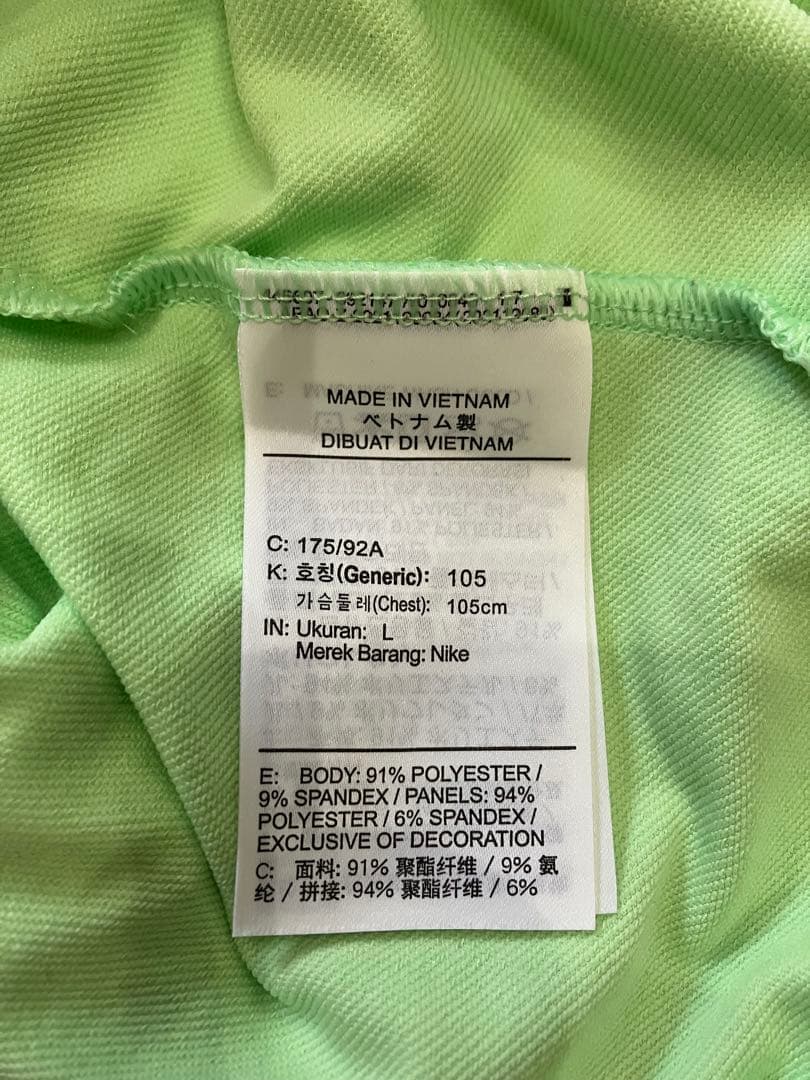 MADE IN VIETNAM
ベトナム製
DIBUAT DI VIETNAM
C: 175/92A
K: 호칭(Generic): 105
가슴둘레(Chest): 105cm
IN: Ukuran: L
Merek Barang: Nike
E: BODY: 91% POLYESTER /
9% SPANDEX / PANELS: 94%
POLYESTER / 6% SPANDEX /
EXCLUSIVE OF DECORATION
C: 面料: 91% 聚酯纤维 / 9% 氨
纶 / 拼接: 94% 聚酯纤维 / 6%